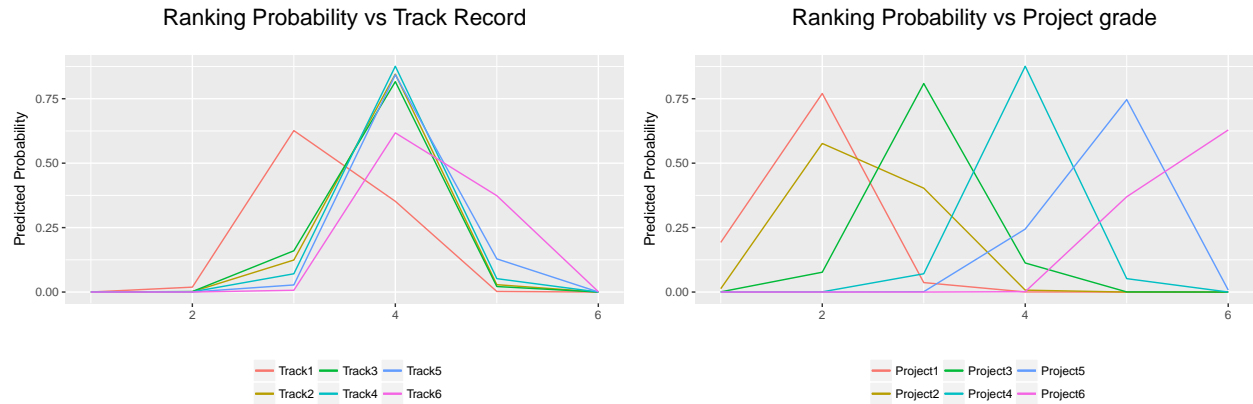 Ranking Probability vs Track Record
Predicted Probability
0.75
0.50
0.25
0.00
2 4 6
Track1 Track3 Track5
Track2 Track4 Track6
Ranking Probability vs Project grade
Predicted Probability
0.75
0.50
0.25
0.00
2 4 6
Project1 Project3 Project5
Project2 Project4 Project6